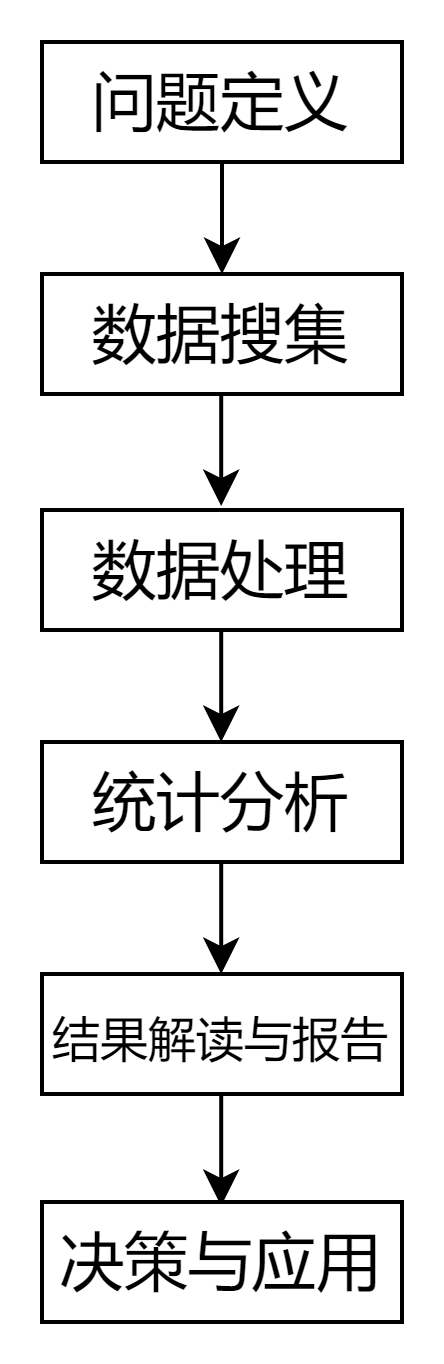 问题定义
数据搜集
数据处理
统计分析
结果解读与报告
决策与应用